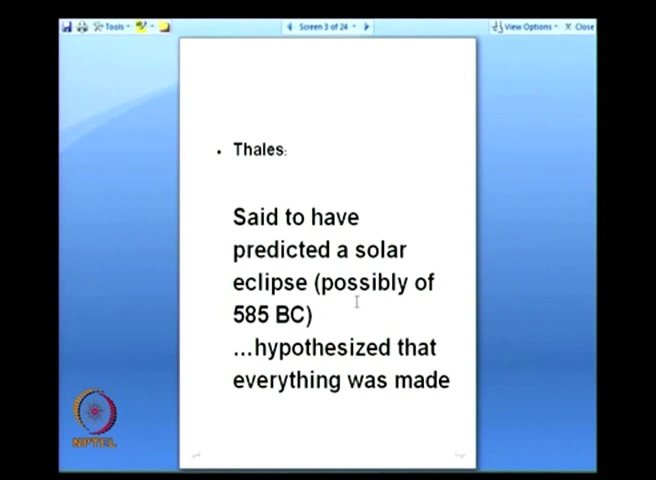 Tools
Screen 3 of 24
View Options
Close
• Thales:
Said to have
predicted a solar
eclipse (possibly of
585 BC)
...hypothesized that
everything was made
NPTEL